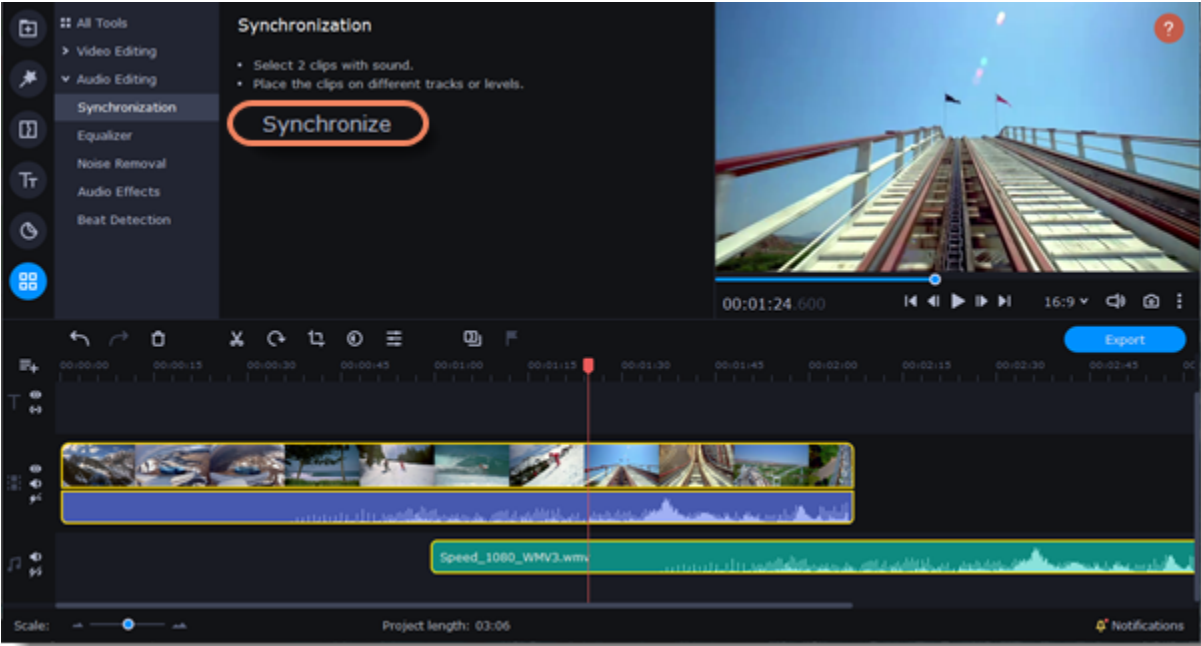 All Tools
Video Editing
Audio Editing
Synchronization
Equalizer
Noise Removal
Audio Effects
Beat Detection
Synchronization
• Select 2 clips with sound.
• Place the clips on different tracks or levels.
Synchronize
?
Tт
00:01:24.600
16:9
Export
00:00:00 00:00:15 00:00:30 00:00:45 00:01:00 00:01:15 00:01:30 00:01:45 00:02:00 00:02:15 00:02:30 00:02:45
T
Speed_1080_WMV3.wmv
Scale:
Project length: 03:06
Notifications